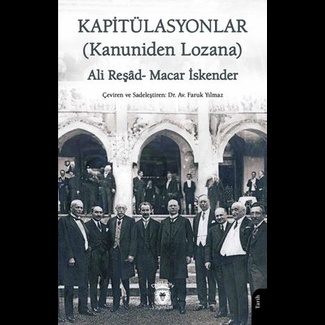 KAPİTÜLASYONLAR
(Kanuniden Lozana)
Ali Reşâd- Macar İskender
Çeviren ve Sadeleştiren: Dr. Av. Faruk Yılmaz
Tarih